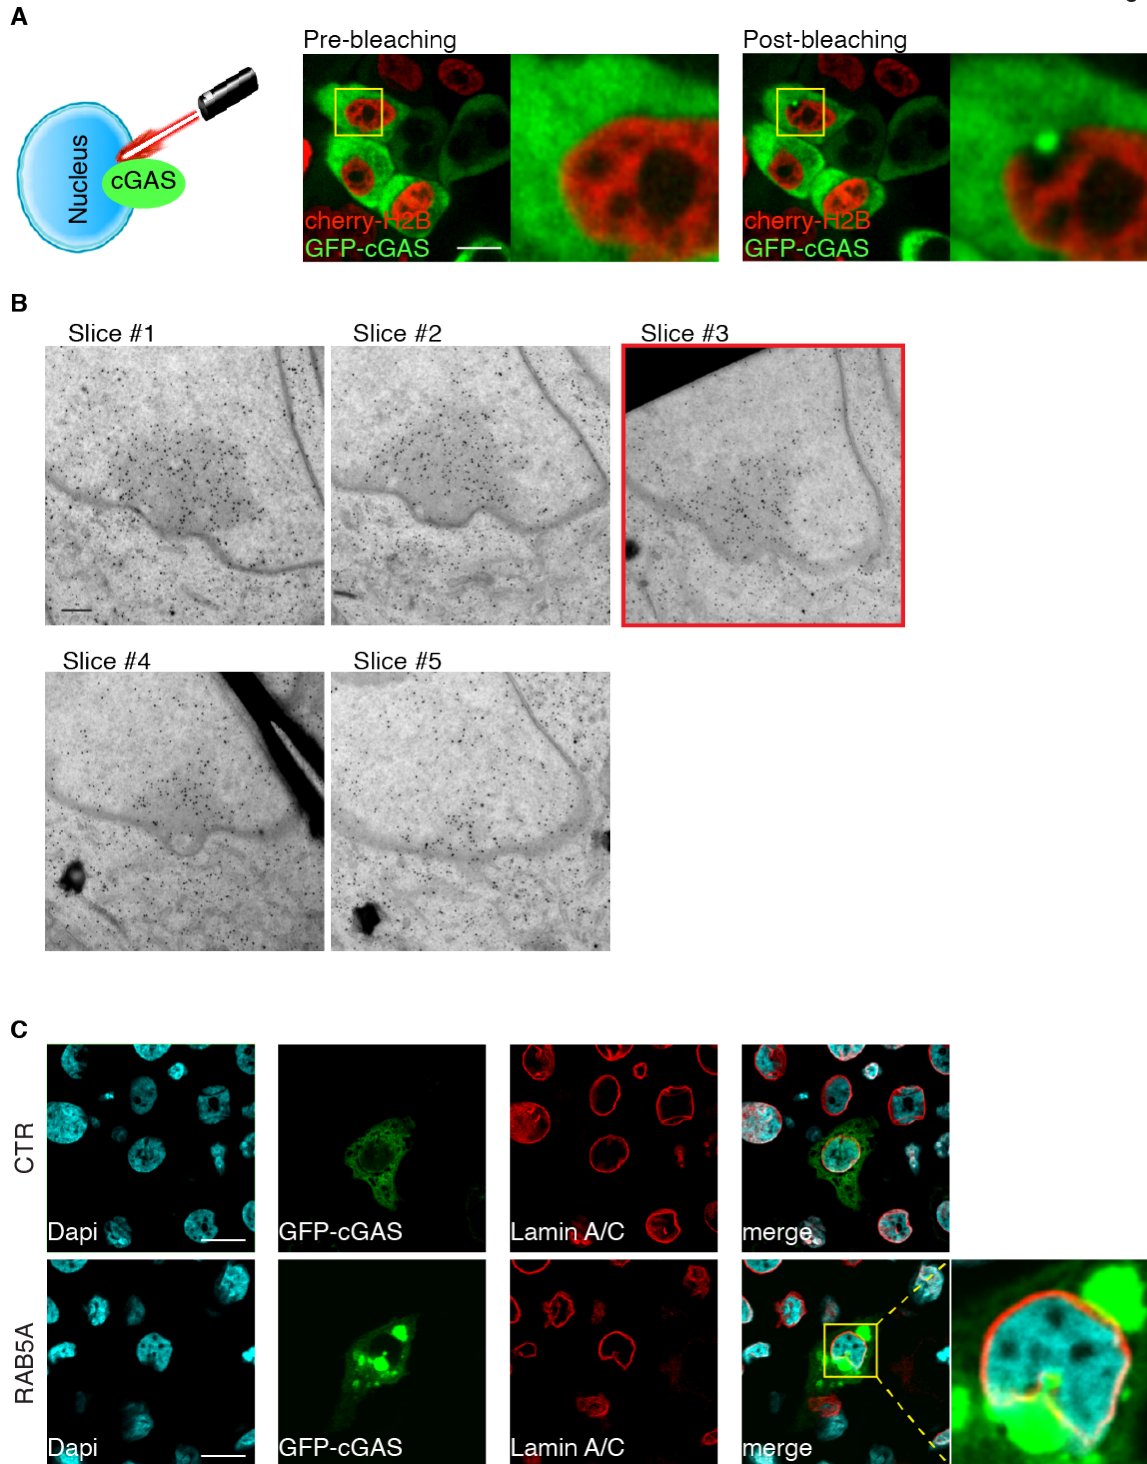 A
Nucleus
cGAS
Pre-bleaching
Post-bleaching
cherry-H2B
GFP-cGAS
cherry-H2B
GFP-cGAS
B
Slice #1
Slice #2
Slice #3
Slice #4
Slice #5
C
CTR
Dapi
GFP-cGAS
Lamin A/C
merge
RAB5A
Dapi
GFP-cGAS
Lamin A/C
merge